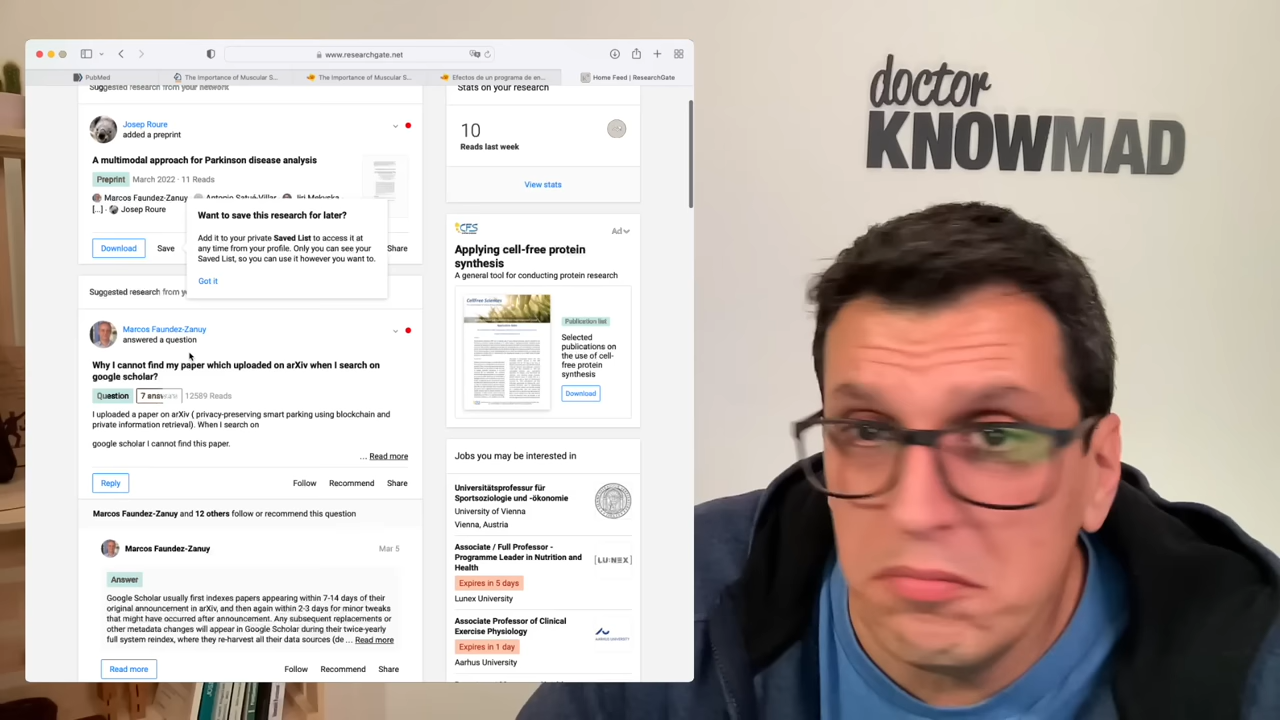 www.researchgate.net
PubMed
The Importance of Muscular S...
The Importance of Muscular S...
Efectos de un programa de an...
Home Feed | ResearchGate
Suggested research from your network
Josep Roure
added a preprint
A multimodal approach for Parkinson disease analysis
Preprint March 2022 · 11 Reads
Marcos Faundez-Zanuy Antonio Satué-Villar Jiri Mekyska
[...] · Josep Roure
Want to save this research for later?
Add it to your private Saved List to access it at
any time from your profile. Only you can see your
Saved List, so you can use it however you want to.
Got it
Download Save Share
Suggested research from
Marcos Faundez-Zanuy
answered a question
Why I cannot find my paper which uploaded on arXiv when I search on
google scholar?
Question 7 answers 12589 Reads
I uploaded a paper on arXiv ( privacy-preserving smart parking using blockchain and
private information retrieval). When I search on
google scholar I cannot find this paper.
... Read more
Reply Follow Recommend Share
Marcos Faundez-Zanuy and 12 others follow or recommend this question
Marcos Faundez-Zanuy Mar 5
Answer
Google Scholar usually first indexes papers appearing within 7-14 days of their
original announcement in arXiv, and then again within 2-3 days for minor tweaks
that might have occurred after announcement. Any subsequent replacements or
other metadata changes will appear in Google Scholar during their twice-yearly
full system reindex, where they re-harvest all their data sources (de ... Read more
Read more Follow Recommend Share
Stats on your research
10
Reads last week
View stats
CFS
Ad
Applying cell-free protein
synthesis
A general tool for conducting protein research
CellFree Sciences
Publication list
Selected
publications on
the use of cell-
free protein
synthesis
Download
Jobs you may be interested in
Universitätsprofessur für
Sportsoziologie und -ökonomie
University of Vienna
Vienna, Austria
Associate / Full Professor -
Programme Leader in Nutrition and
Health
Expires in 5 days
Lunex University
LUNEX
Associate Professor of Clinical
Exercise Physiology
Expires in 1 day
Aarhus University
AARHUS UNIVERSITY
doctor
KNOWMAD